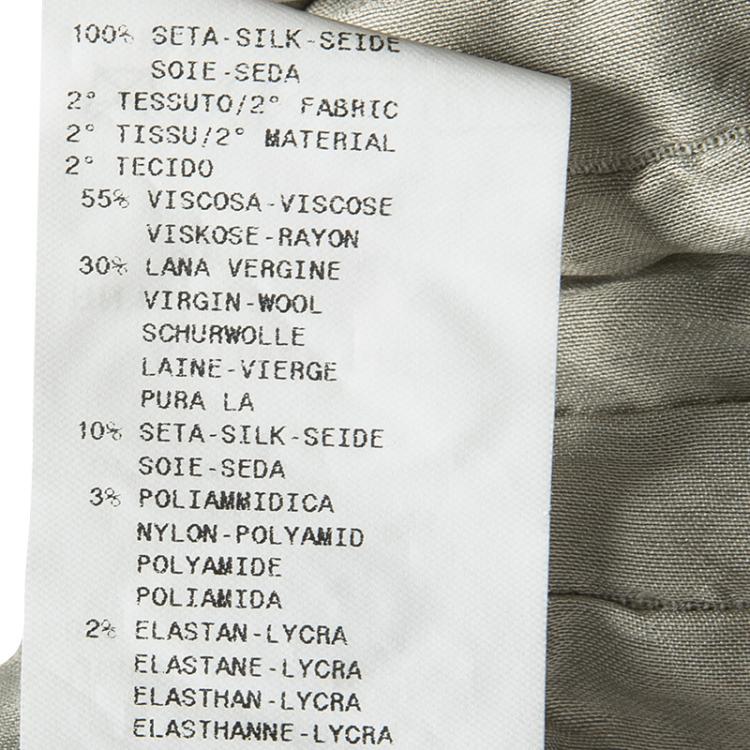 100% SETA-SILK-SEIDE
SOIE-SEDA
2° TESSUTO/2° FABRIC
2° TISSU/2° MATERIAL
2° TECIDO
55% VISCOSA-VISCOSE
VISKOSE-RAYON
30% LANA VERGINE
VIRGIN-WOOL
SCHURWOLLE
LAINE-VIERGE
PURA LA
10% SETA-SILK-SEIDE
SOIE-SEDA
3% POLIAMMIDICA
NYLON-POLYAMID
POLYAMIDE
POLIAMIDA
2% ELASTAN-LYCRA
ELASTANE-LYCRA
ELASTHAN-LYCRA
ELASTHANNE-LYCRA